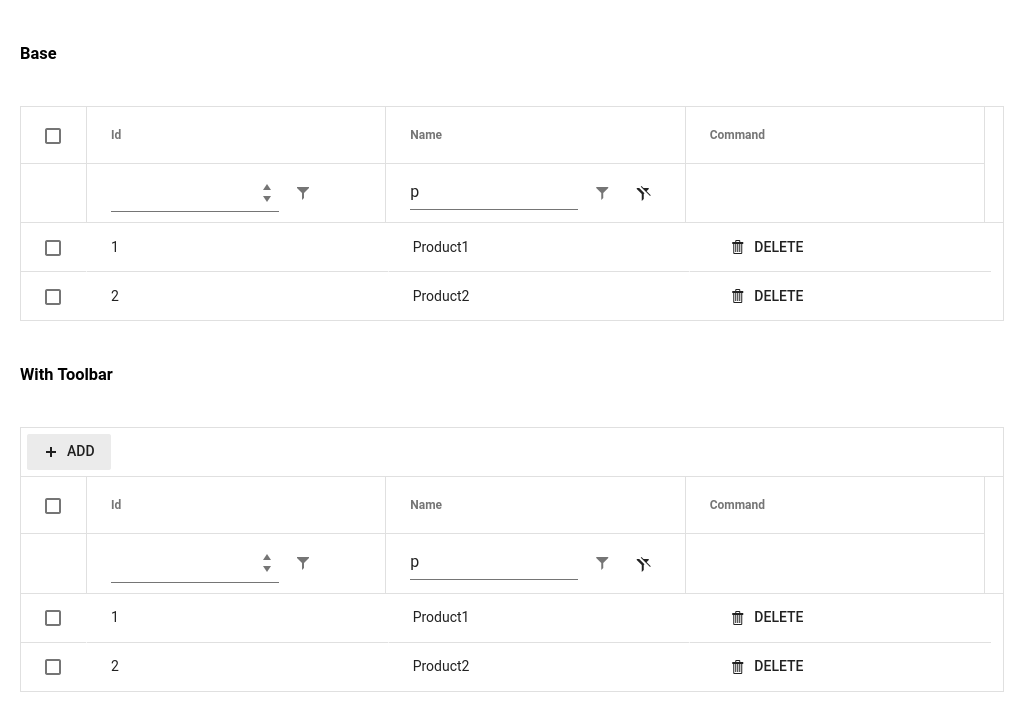 Base
Id Name Command
p
1 Product1 DELETE
2 Product2 DELETE
With Toolbar
ADD
Id Name Command
p
1 Product1 DELETE
2 Product2 DELETE